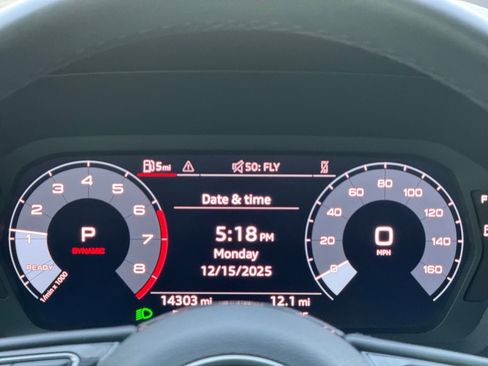 5mi 50: FLY
Date & time
5:18 PM
Monday
12/15/2025
14303 mi 12.1 mi
1 2 3 4 5 6 7 8
P
DYNAMIC
READY
1/min x 1000
0 20 40 60 80 100 120 140 160
0
MPH